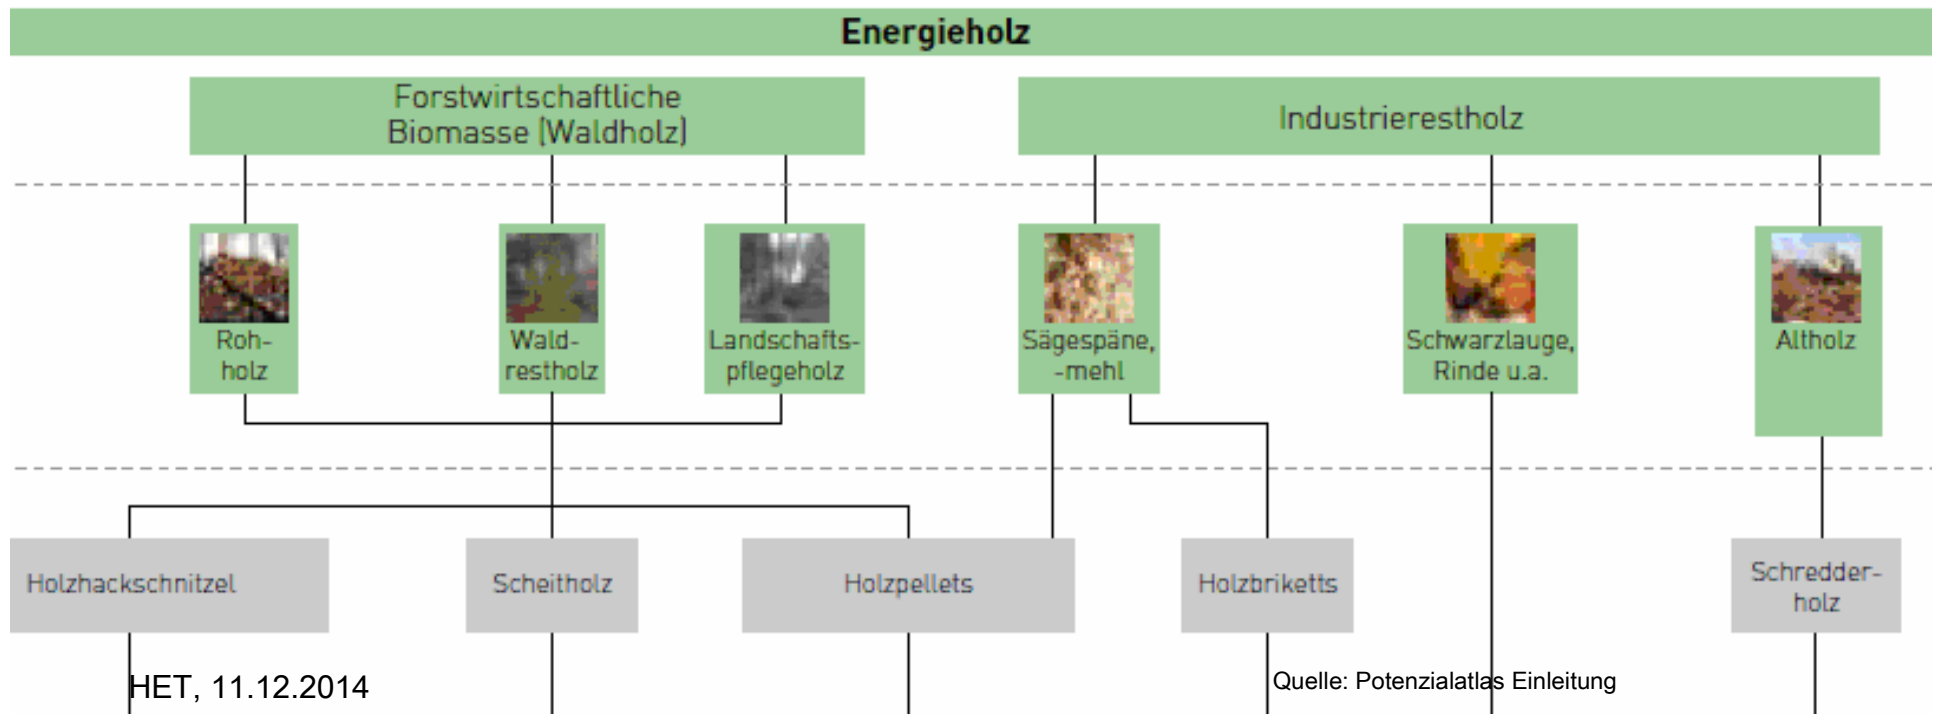 Energieholz
Forstwirtschaftliche
Biomasse (Waldholz)
Industrierestholz
Roh-
holz
Wald-
restholz
Landschafts-
pflegeholz
Sägespäne,
-mehl
Schwarzlauge,
Rinde u.a.
Altholz
Holzhackschnitzel
Scheitholz
Holzpellets
Holzbriketts
Schredder-
holz
HET, 11.12.2014
Quelle: Potenzialatlas Einleitung